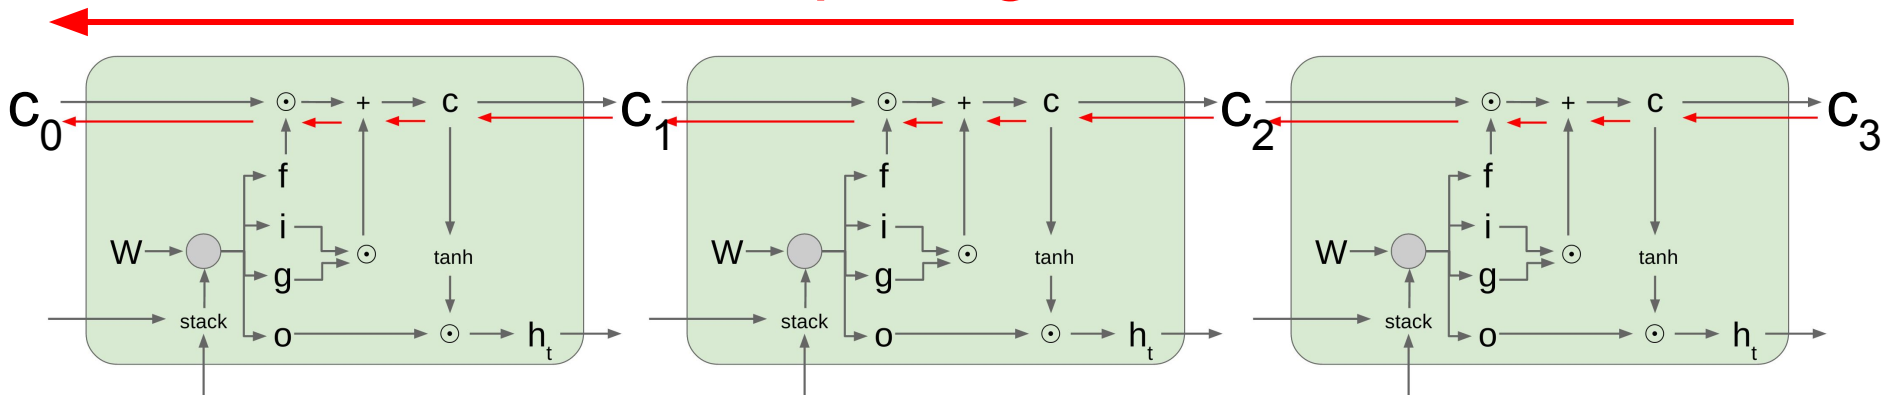 c0 ⊙ + c c1 ⊙ + c c2 ⊙ + c c3
f f f
i i i
W ⊙ tanh W ⊙ tanh W ⊙ tanh
g g g
stack stack stack
o ⊙ ht o ⊙ ht o ⊙ ht